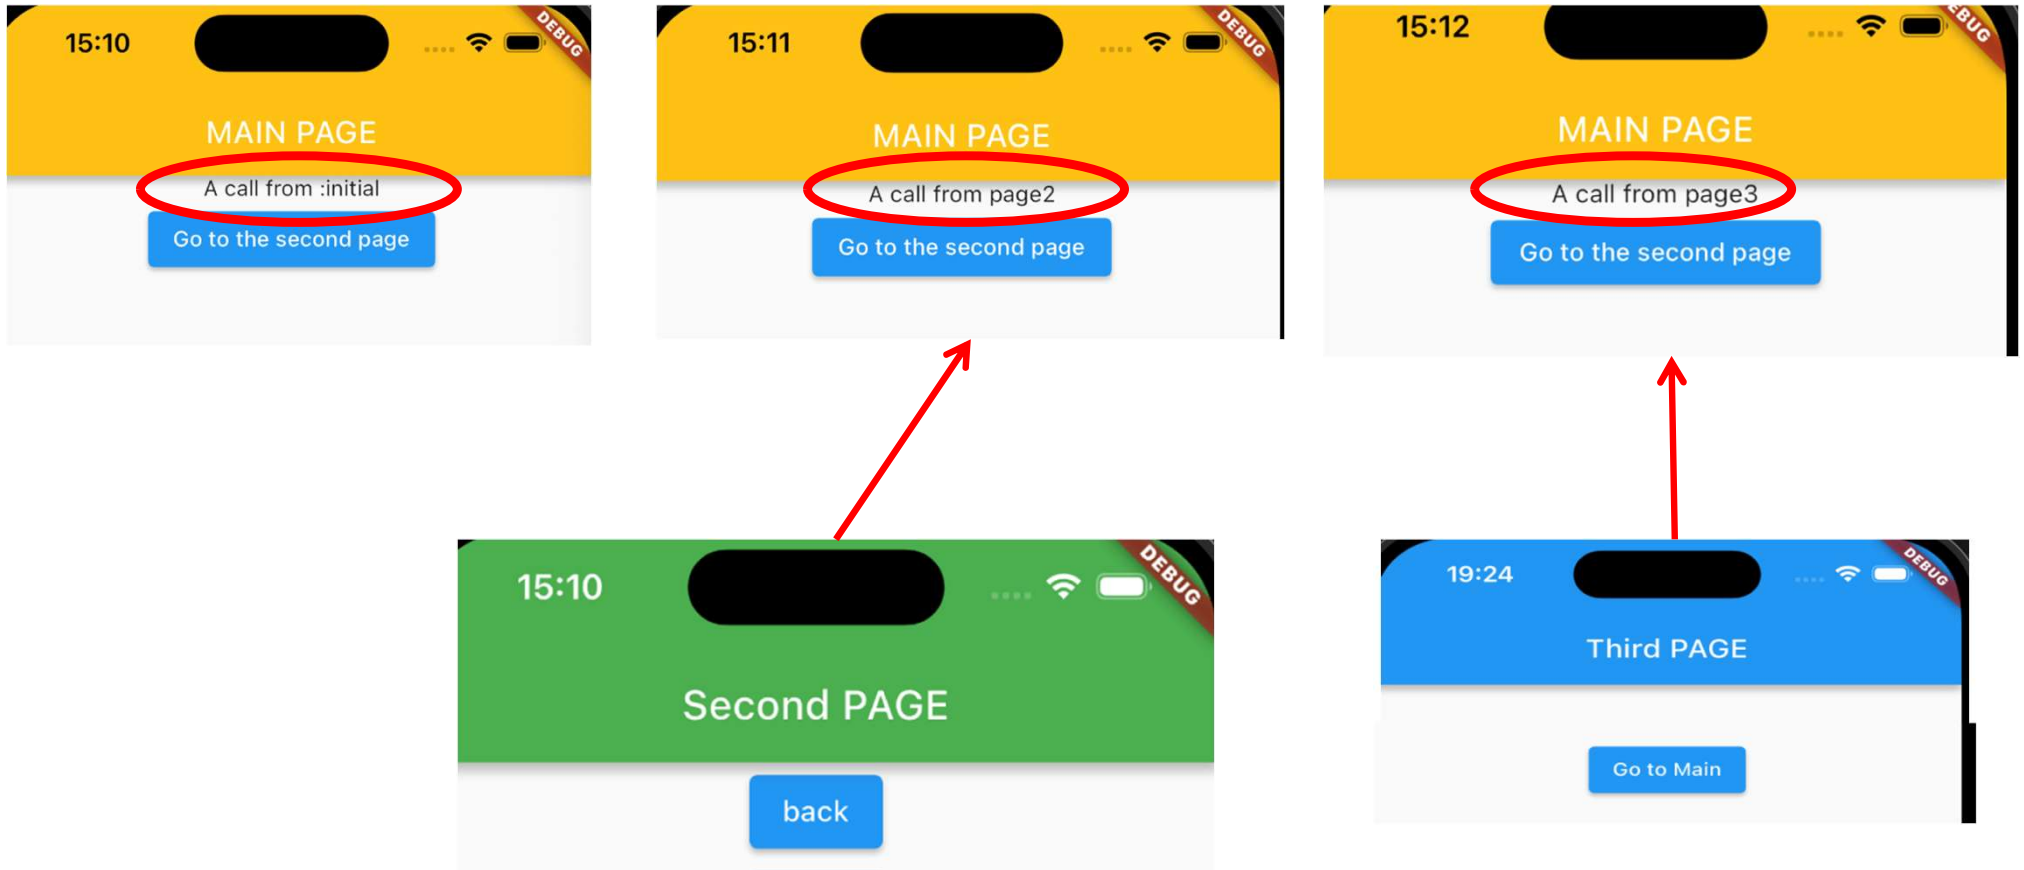 15:10
DEBUG
MAIN PAGE
A call from :initial
Go to the second page
15:11
DEBUG
MAIN PAGE
A call from page2
Go to the second page
15:12
EBUG
MAIN PAGE
A call from page3
Go to the second page
15:10
DEBUG
Second PAGE
back
19:24
DEBUG
Third PAGE
Go to Main